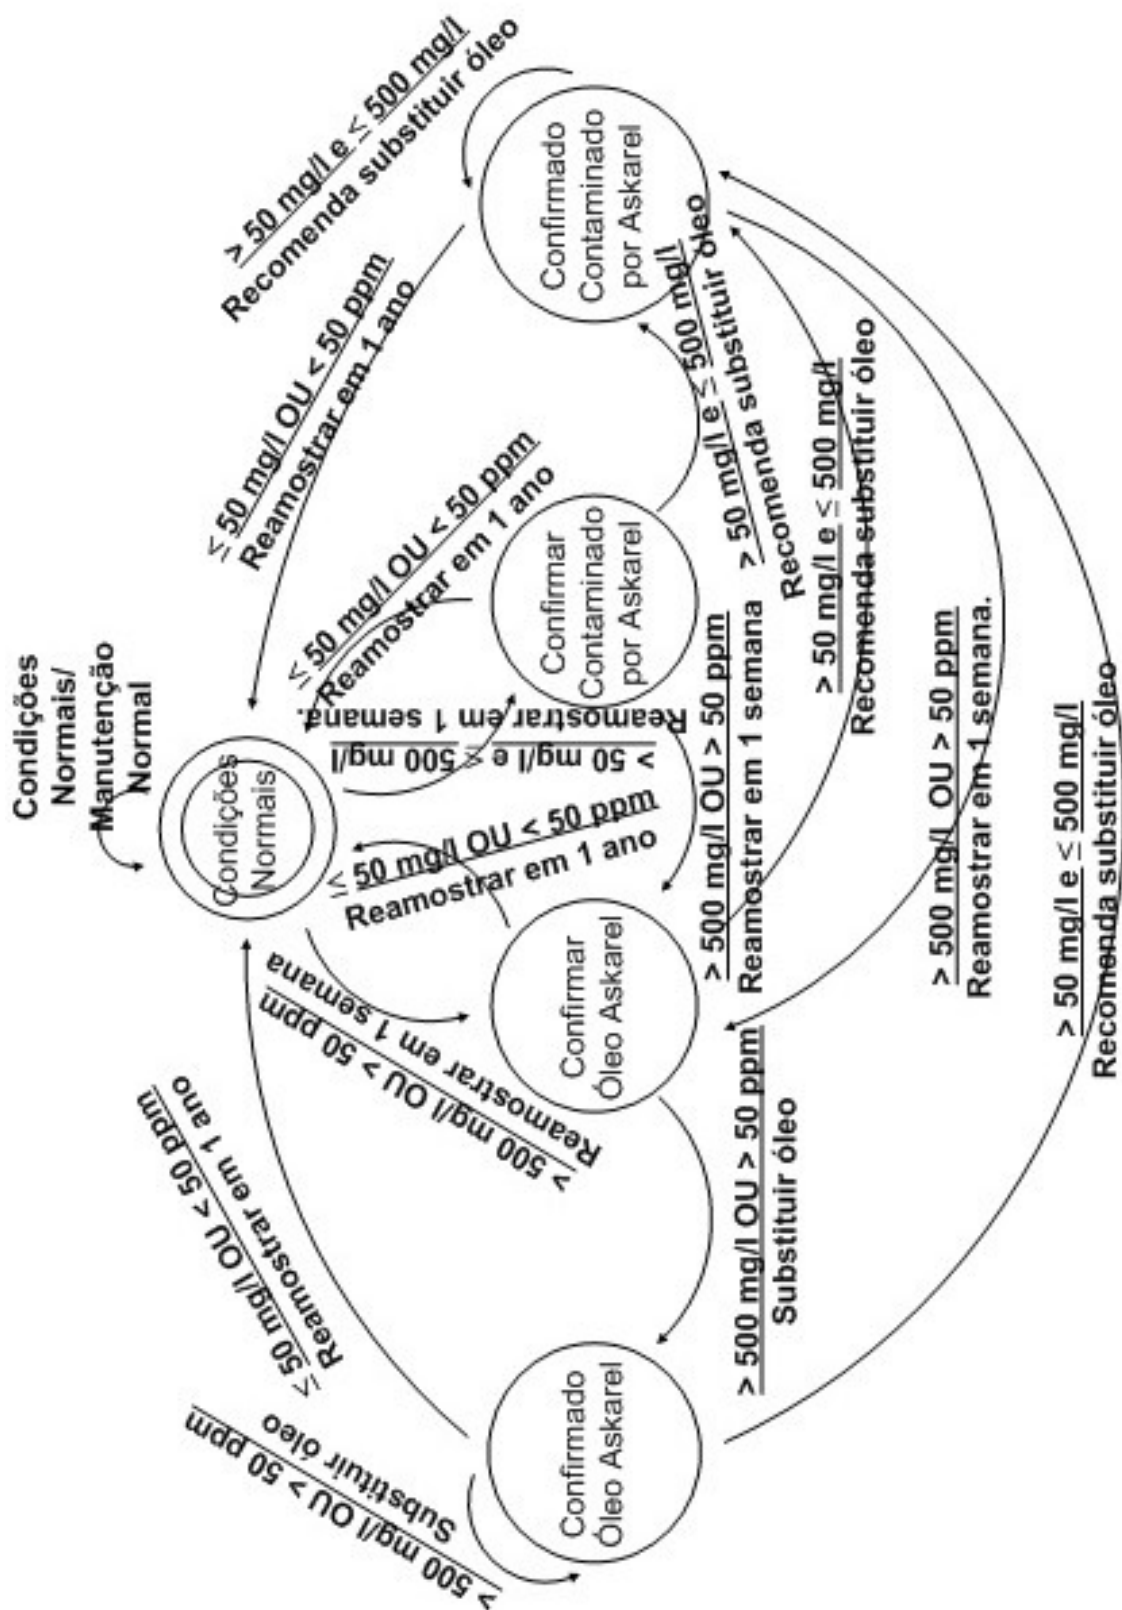 Condições
Normais/
Manutenção
Normal
Condições
Normais
≤ 50 mg/l OU < 50 ppm
Reamostrar em 1 ano
> 500 mg/l OU > 50 ppm
Substituir óleo
> 500 mg/l OU > 50 ppm
Reamostrar em 1 semana
≤ 50 mg/l OU < 50 ppm
Reamostrar em 1 ano
> 50 mg/l e ≤ 500 mg/l
Reamostrar em 1 semana.
≤ 50 mg/l OU < 50 ppm
Reamostrar em 1 ano
≤ 50 mg/l OU < 50 ppm
Reamostrar em 1 ano
> 50 mg/l e ≤ 500 mg/l
Recomenda substituir óleo
Confirmado
Óleo Askarel
Confirmar
Óleo Askarel
Confirmar
Contaminado
por Askarel
Confirmado
Contaminado
por Askarel
> 500 mg/l OU > 50 ppm
Substituir óleo
> 500 mg/l OU > 50 ppm
Reamostrar em 1 semana
> 50 mg/l e ≤ 500 mg/l
Recomenda substituir óleo
> 50 mg/l e ≤ 500 mg/l
Recomenda substituir óleo
> 500 mg/l OU > 50 ppm
Reamostrar em 1 semana.
> 50 mg/l e ≤ 500 mg/l
Recomenda substituir óleo